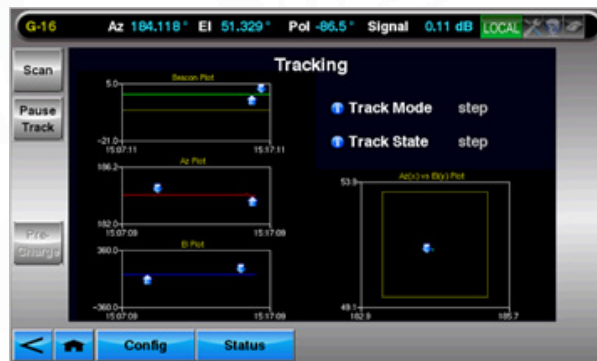 G-16 Az 184.118° El 51.329° Pol -86.5° Signal 0.11 dB LOCAL
Scan
Pause Track
Pre-Charge
Tracking
Beacon Plot
5.0
-21.0
15:07:11 15:17:11
Az Plot
186.2
182.0
15:07:09 15:17:09
El Plot
360.0
-360.0
15:07:09 15:17:09
Track Mode step
Track State step
Az(x) vs El(y) Plot
53.8
49.1
182.9 185.7
< Config Status